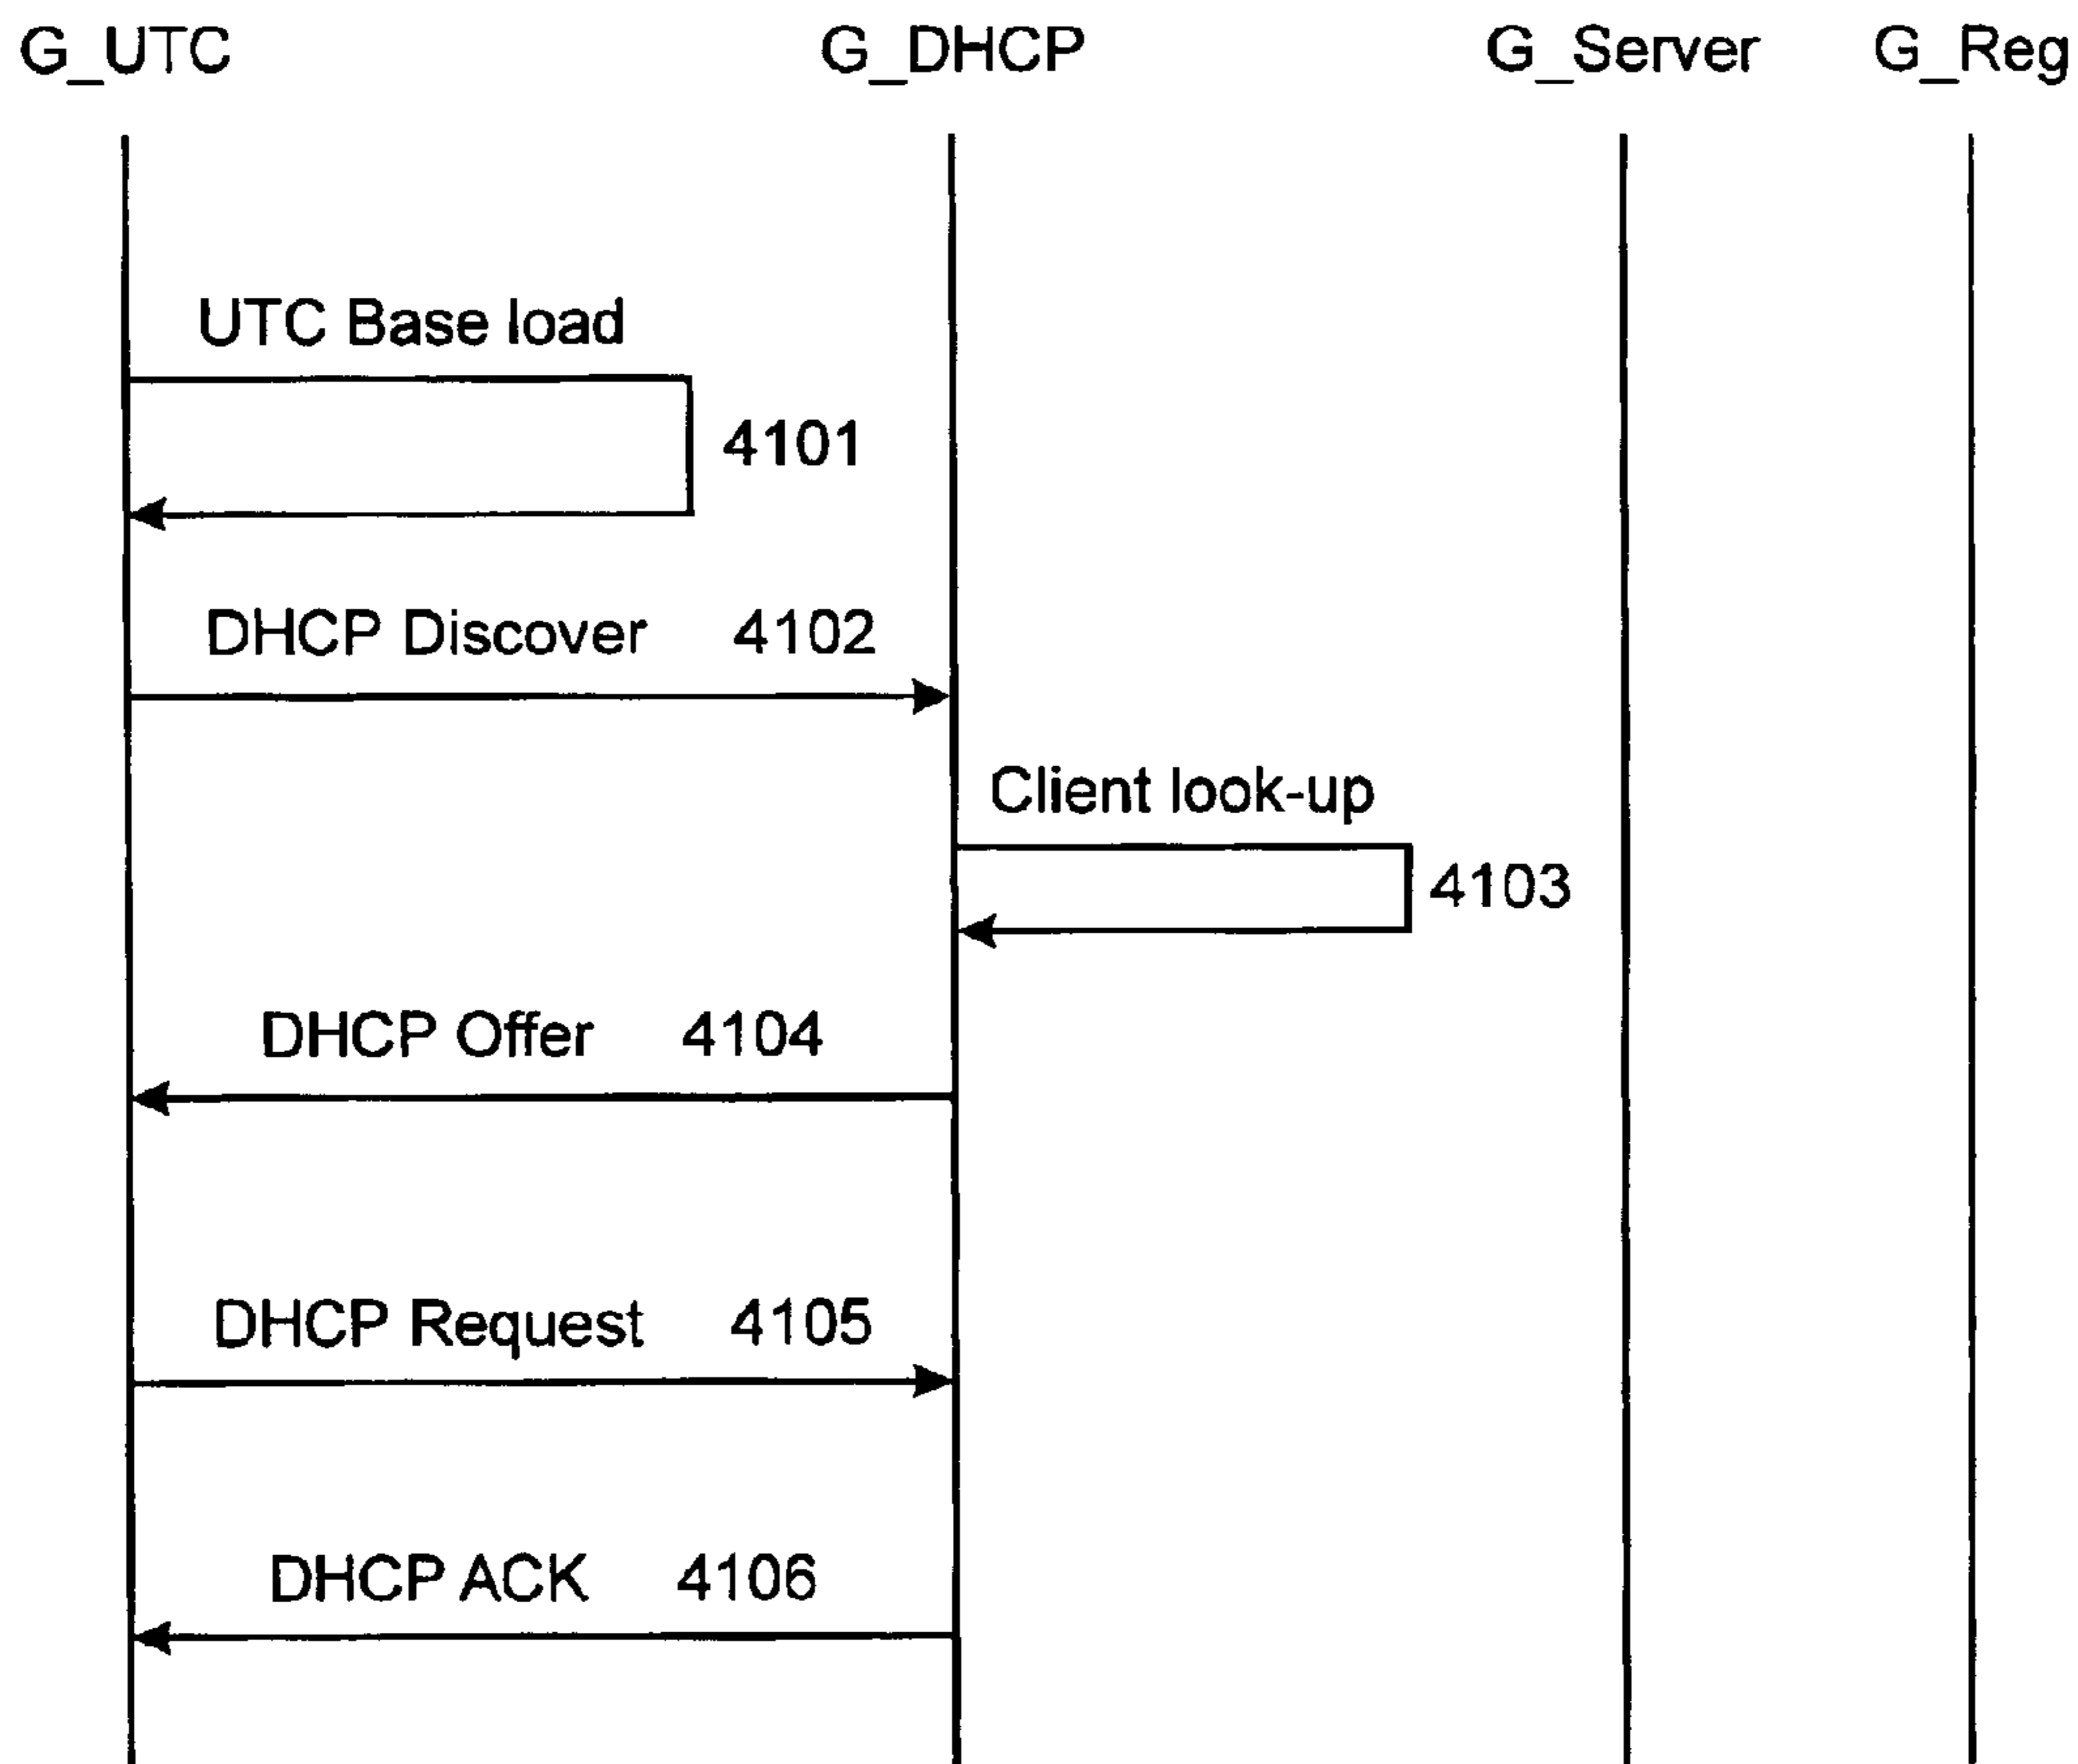 G_UTC G_DHCP G_Server G_Reg
UTC Base load
4101
DHCP Discover 4102
Client look-up
4103
DHCP Offer 4104
DHCP Request 4105
DHCP ACK 4106